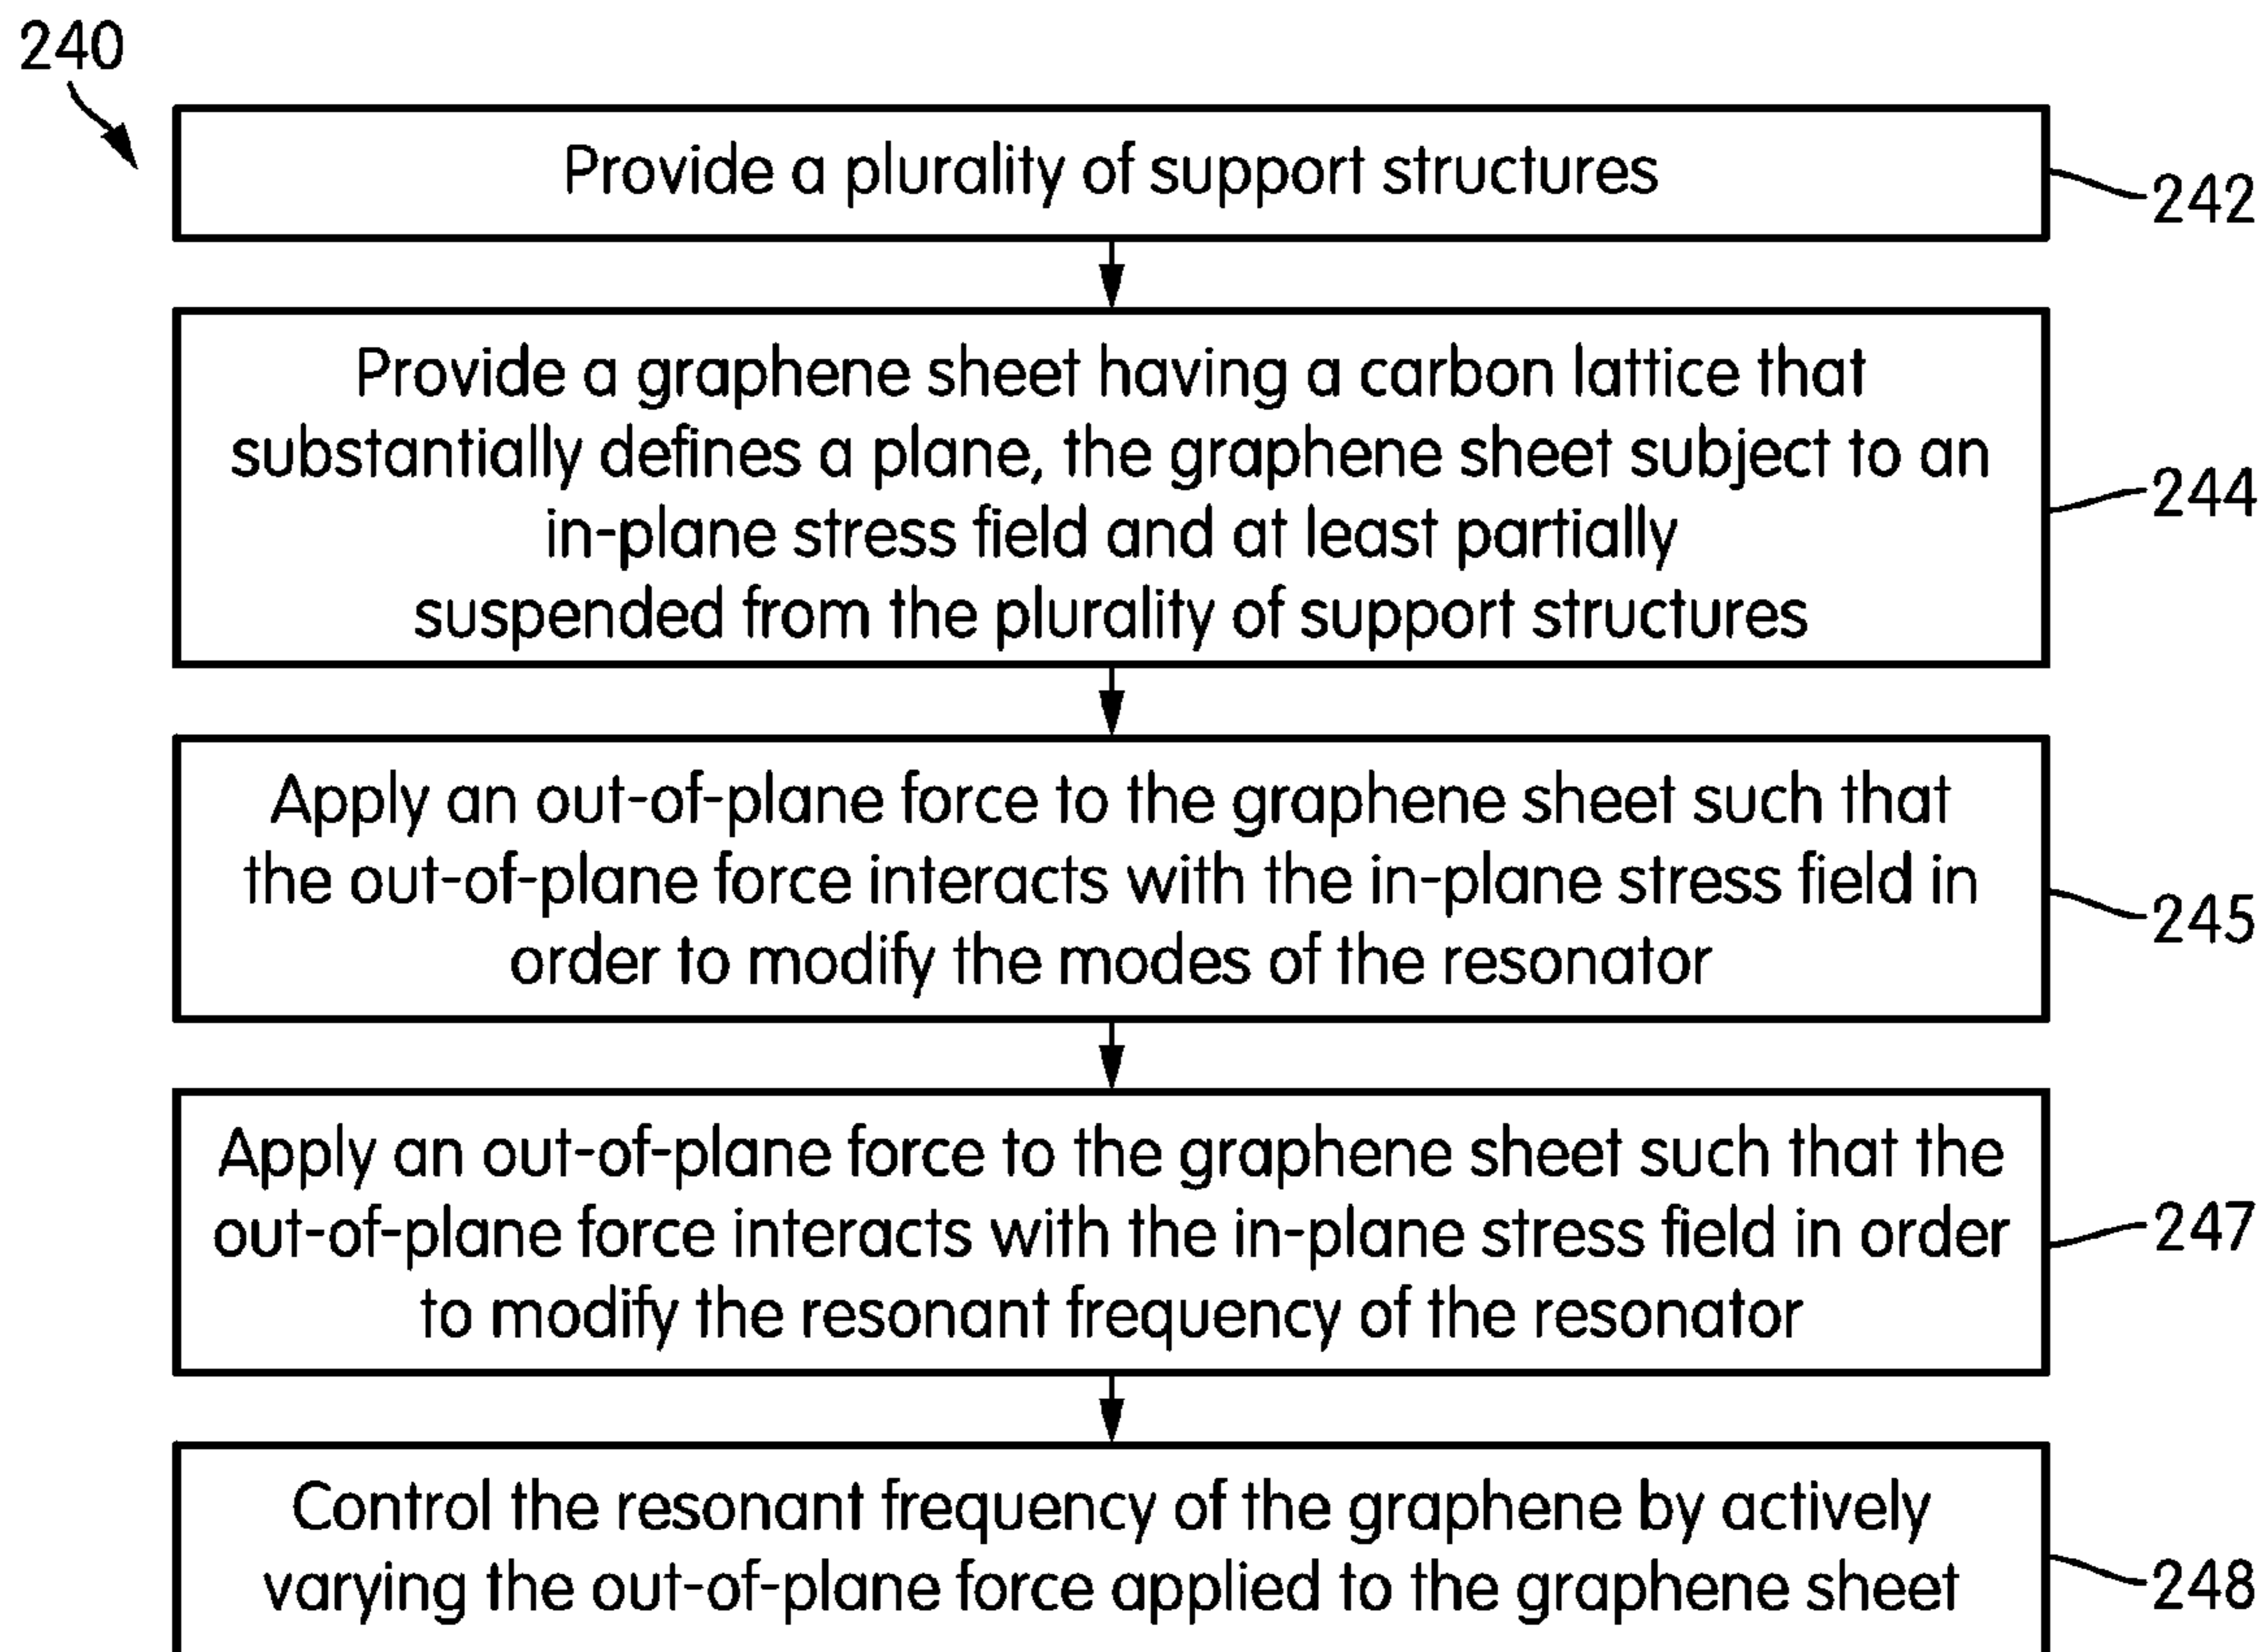 240
Provide a plurality of support structures
242
Provide a graphene sheet having a carbon lattice that
substantially defines a plane, the graphene sheet subject to an
in-plane stress field and at least partially
suspended from the plurality of support structures
244
Apply an out-of-plane force to the graphene sheet such that
the out-of-plane force interacts with the in-plane stress field in
order to modify the modes of the resonator
245
Apply an out-of-plane force to the graphene sheet such that the
out-of-plane force interacts with the in-plane stress field in order
to modify the resonant frequency of the resonator
247
Control the resonant frequency of the graphene by actively
varying the out-of-plane force applied to the graphene sheet
248